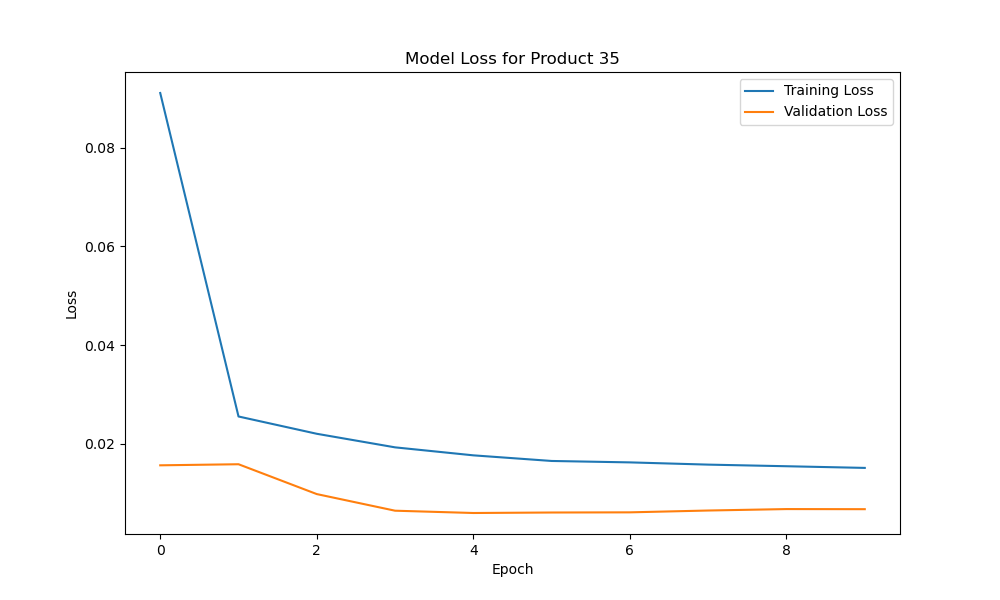 Model Loss for Product 35
Training Loss
Validation Loss
0.08
0.06
0.04
0.02
Loss
0 2 4 6 8
Epoch